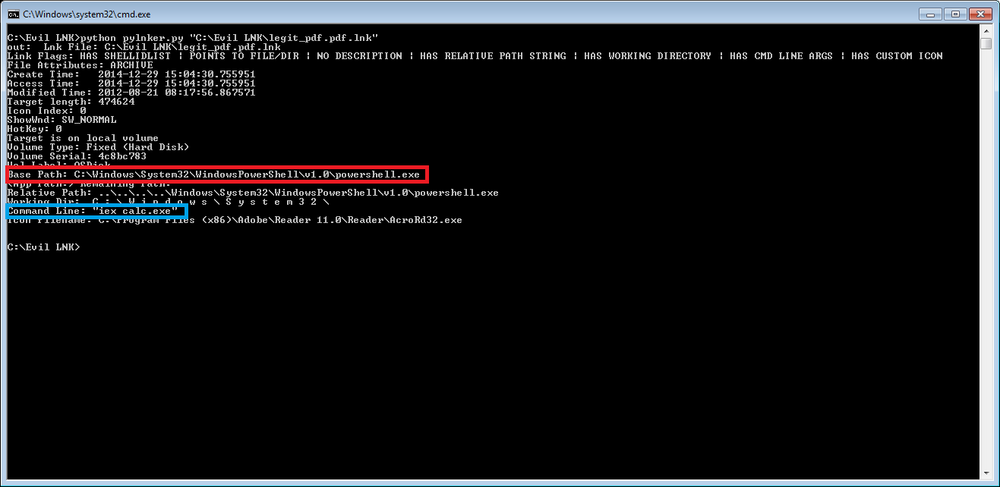 C:\Windows\system32\cmd.exe
C:\Evil LNK>python pylnker.py "C:\Evil LNK\legit_pdf.pdf.lnk"
out:  Lnk File: C:\Evil LNK\legit_pdf.pdf.lnk
Link Flags: HAS SHELLIDLIST | POINTS TO FILE/DIR | NO DESCRIPTION | HAS RELATIVE PATH STRING | HAS WORKING DIRECTORY | HAS CMD LINE ARGS | HAS CUSTOM ICON
File Attributes: ARCHIVE
Create Time:   2014-12-29 15:04:30.755951
Access Time:   2014-12-29 15:04:30.755951
Modified Time: 2012-08-21 08:17:56.867571
Target length: 474624
Icon Index: 0
ShowWnd: SW_NORMAL
HotKey: 0
Target is on local volume
Volume Type: Fixed (Hard Disk)
Volume Serial: 4c8bc783
Vol Label: OSDisk
Base Path: C:\Windows\System32\WindowsPowerShell\v1.0\powershell.exe
(App Path:) Remaining Path:
Relative Path: ..\..\..\..\Windows\System32\WindowsPowerShell\v1.0\powershell.exe
Working Dir:  C : \ W i n d o w s \ S y s t e m 3 2 \
Command Line: "iex calc.exe"
Icon filename: C:\Program Files (x86)\Adobe\Reader 11.0\Reader\AcroRd32.exe
C:\Evil LNK>